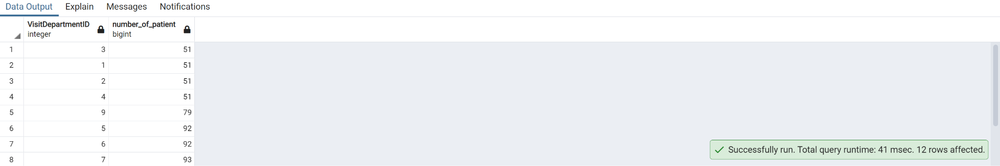 Data Output Explain Messages Notifications
VisitDepartmentID number_of_patient
integer bigint
1 3 51
2 1 51
3 2 51
4 4 51
5 9 79
6 5 92
7 6 92
8 7 93
Successfully run. Total query runtime: 41 msec. 12 rows affected.